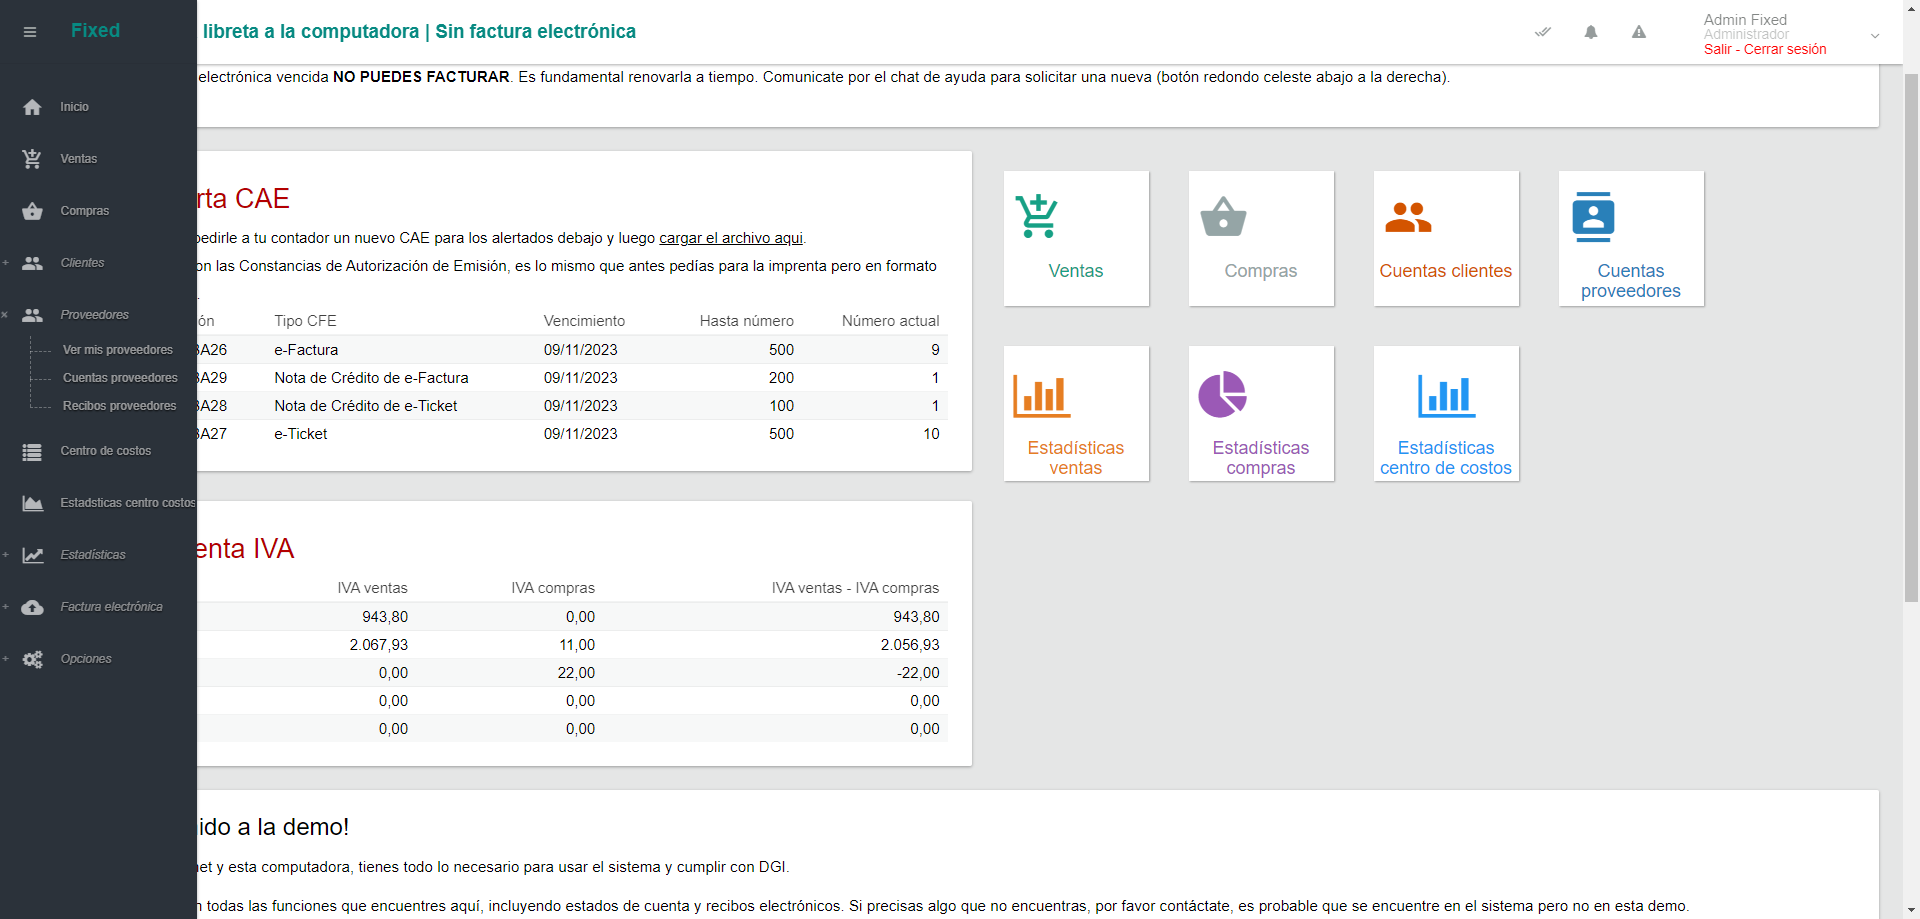 Fixed
libreta a la computadora | Sin factura electrónica
Admin Fixed
Administrador
Salir - Cerrar sesión
electrónica vencida NO PUEDES FACTURAR. Es fundamental renovarla a tiempo. Comunicate por el chat de ayuda para solicitar una nueva (botón redondo celeste abajo a la derecha).
Inicio
Ventas
Compras
Clientes
Proveedores
Ver mis proveedores
Cuentas proveedores
Recibos proveedores
Centro de costos
Estadsticas centro costos
Estadísticas
Factura electrónica
Opciones
rta CAE
pedirle a tu contador un nuevo CAE para los alertados debajo y luego cargar el archivo aqui.
on las Constancias de Autorización de Emisión, es lo mismo que antes pedías para la imprenta pero en formato
.
ón Tipo CFE Vencimiento Hasta número Número actual
A26 e-Factura 09/11/2023 500 9
A29 Nota de Crédito de e-Factura 09/11/2023 200 1
A28 Nota de Crédito de e-Ticket 09/11/2023 100 1
A27 e-Ticket 09/11/2023 500 10
Ventas
Compras
Cuentas clientes
Cuentas
proveedores
Estadísticas
ventas
Estadísticas
compras
Estadísticas
centro de costos
enta IVA
IVA ventas IVA compras IVA ventas - IVA compras
943,80 0,00 943,80
2.067,93 11,00 2.056,93
0,00 22,00 -22,00
0,00 0,00 0,00
0,00 0,00 0,00
ido a la demo!
et y esta computadora, tienes todo lo necesario para usar el sistema y cumplir con DGI.
n todas las funciones que encuentres aquí, incluyendo estados de cuenta y recibos electrónicos. Si precisas algo que no encuentras, por favor contáctate, es probable que se encuentre en el sistema pero no en esta demo.